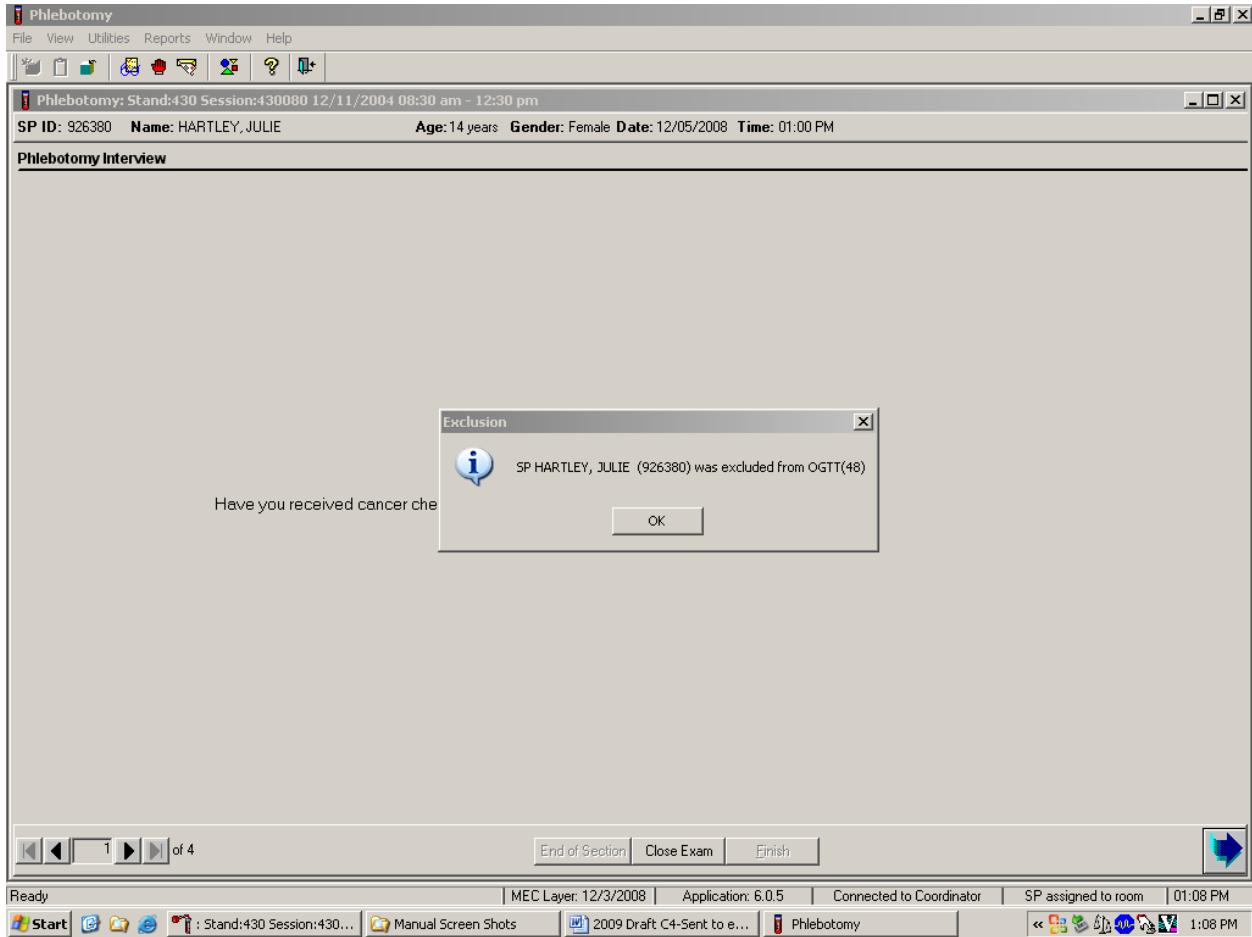 Phlebotomy
File View Utilities Reports Window Help
Phlebotomy: Stand:430 Session:430080 12/11/2004 08:30 am - 12:30 pm
SP ID: 926380 Name: HARTLEY, JULIE Age: 14 years Gender: Female Date: 12/05/2008 Time: 01:00 PM
Phlebotomy Interview
Exclusion
SP HARTLEY, JULIE (926380) was excluded from OGTT(48)
Have you received cancer che
OK
1 of 4 End of Section Close Exam Finish
Ready MEC Layer: 12/3/2008 Application: 6.0.5 Connected to Coordinator SP assigned to room 01:08 PM
Start : Stand:430 Session:430... Manual Screen Shots 2009 Draft C4-Sent to e... Phlebotomy « 1:08 PM